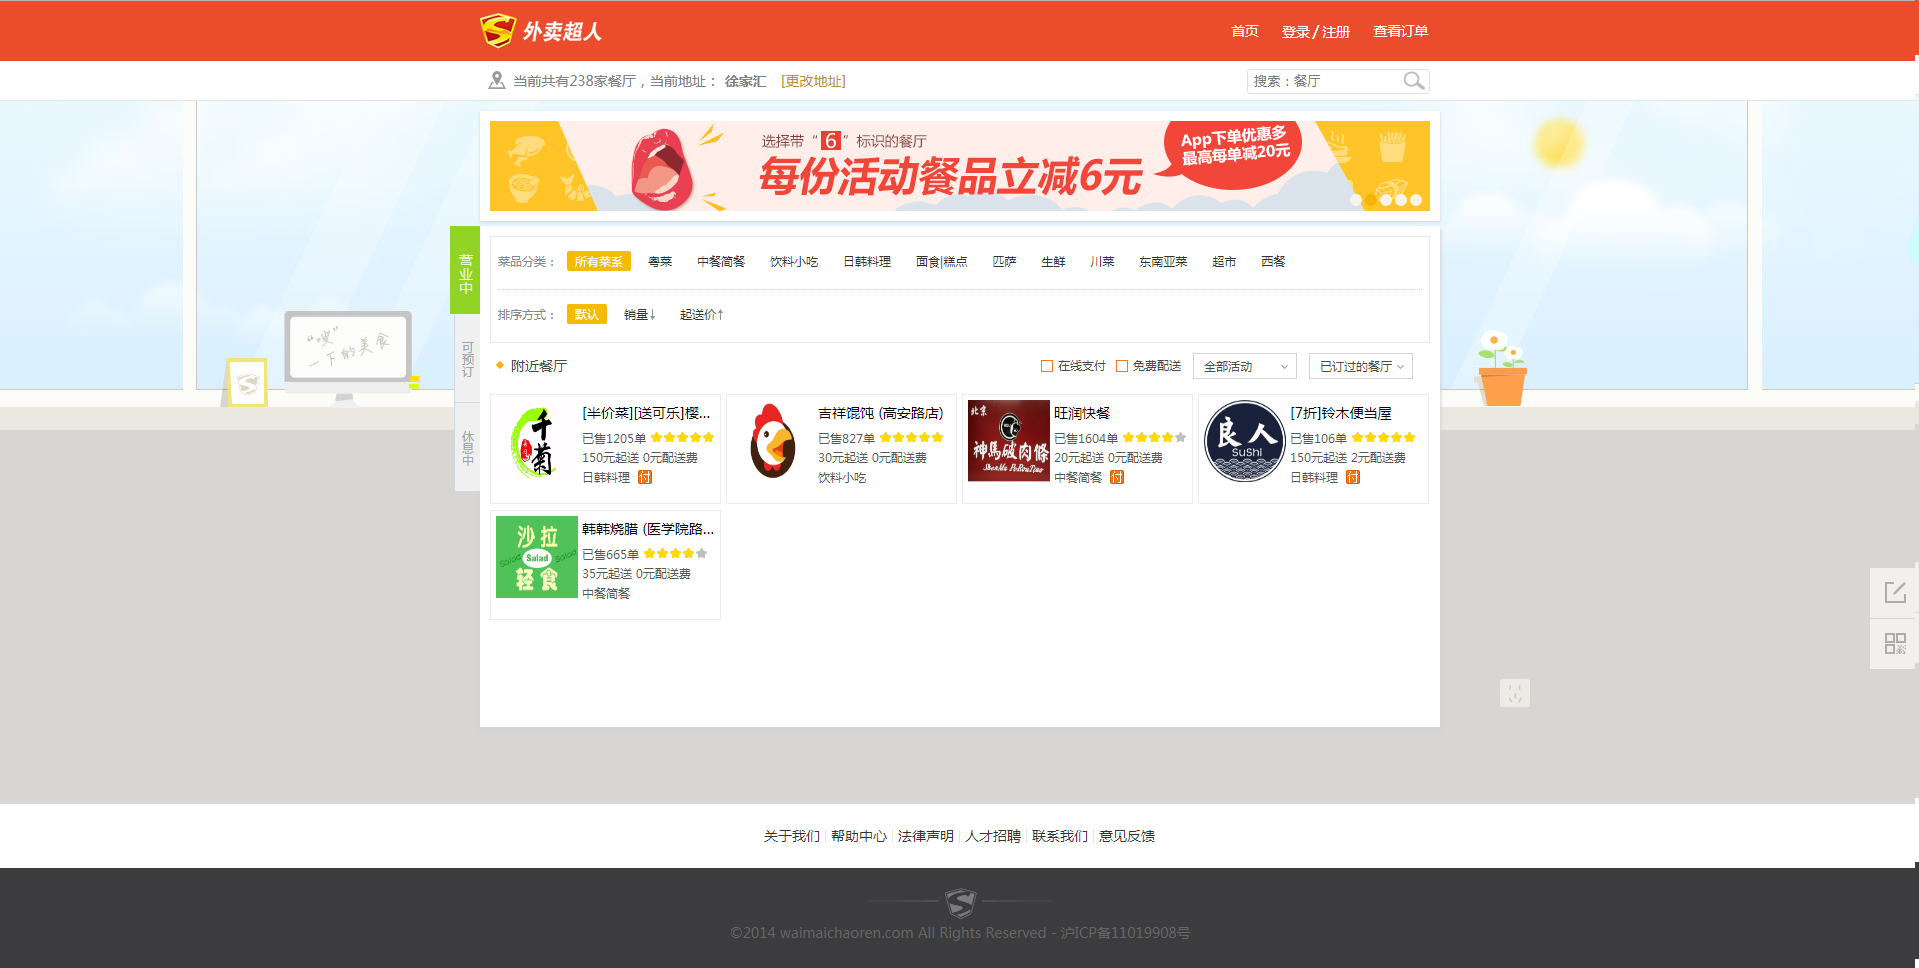 外卖超人
首页 登录 / 注册 查看订单
当前共有238家餐厅，当前地址： 徐家汇 [更改地址]
搜索：餐厅
选择带 “ 6 ” 标识的餐厅
每份活动餐品立减6元
App下单优惠多
最高每单减20元
营业中
可预订
休息中
菜品分类： 所有菜系 粤菜 中餐简餐 饮料小吃 日韩料理 面食|糕点 匹萨 生鲜 川菜 东南亚菜 超市 西餐
排序方式： 默认 销量↓ 起送价↑
“嗖”
一下的美食
附近餐厅
在线支付 免费配送 全部活动 已订过的餐厅
千菊
[半价菜][送可乐]樱...
已售1205单
150元起送 0元配送费
日韩料理 付
吉祥馄饨 (高安路店)
已售827单
30元起送 0元配送费
饮料小吃
北京
神馬破肉條
ShenMa PoRouTiao
旺润快餐
已售1604单
20元起送 0元配送费
中餐简餐 付
良人
SuShi
[7折]铃木便当屋
已售106单
150元起送 2元配送费
日韩料理 付
沙拉
Salad Salad Salad
轻食
韩韩烧腊 (医学院路...
已售665单
35元起送 0元配送费
中餐简餐
关于我们 | 帮助中心 | 法律声明 | 人才招聘 | 联系我们 | 意见反馈
©2014 waimaichaoren.com All Rights Reserved - 沪ICP备11019908号